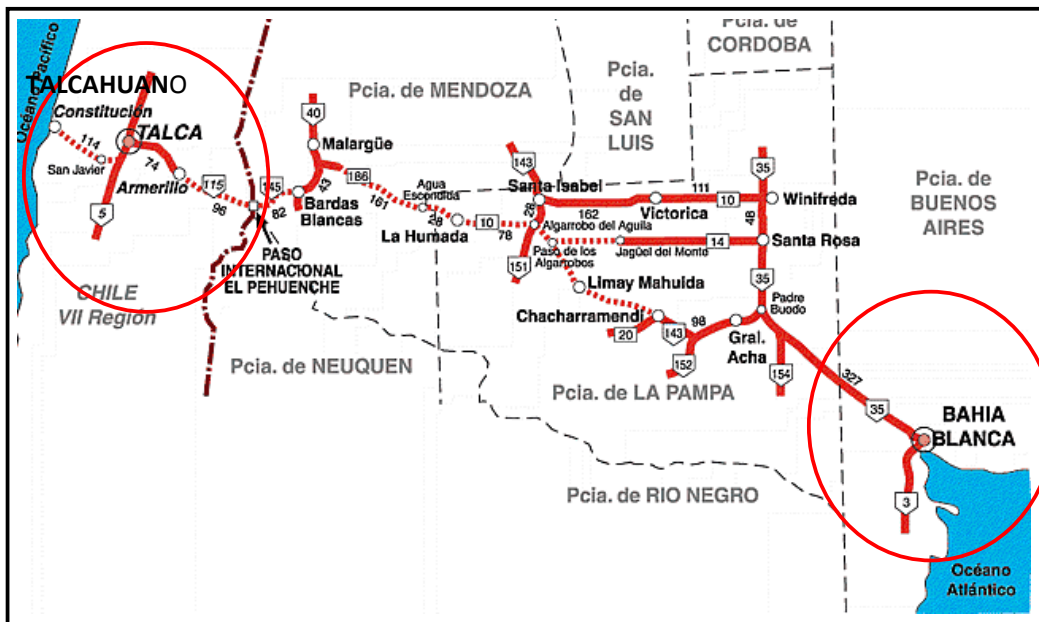 Océano Pacífico
TALCAHUANO
Constitución
114
San Javier
TALCA
74
Armerillo
115
96
5
CHILE
VII Región
PASO
INTERNACIONAL
EL PEHUENCHE
145
82
Bardas
Blancas
43
Malargüe
40
Pcia. de MENDOZA
186
161
Agua
Escondida
28
La Humada
10
78
Pcia. de NEUQUEN
Pcia.
de
SAN
LUIS
Pcia. de
CORDOBA
143
Santa Isabel
28
Algarrobo del Aguila
151
Paso de los
Algarrobos
162
Victorica
111
10
Winifreda
35
48
Jagüel del Monte
14
Santa Rosa
35
Limay Mahuida
Chacharramendi
20
143
152
98
Gral.
Acha
Padre
Buodo
154
Pcia. de LA PAMPA
Pcia. de RIO NEGRO
Pcia. de
BUENOS
AIRES
327
35
BAHIA
BLANCA
3
Océano
Atlántico